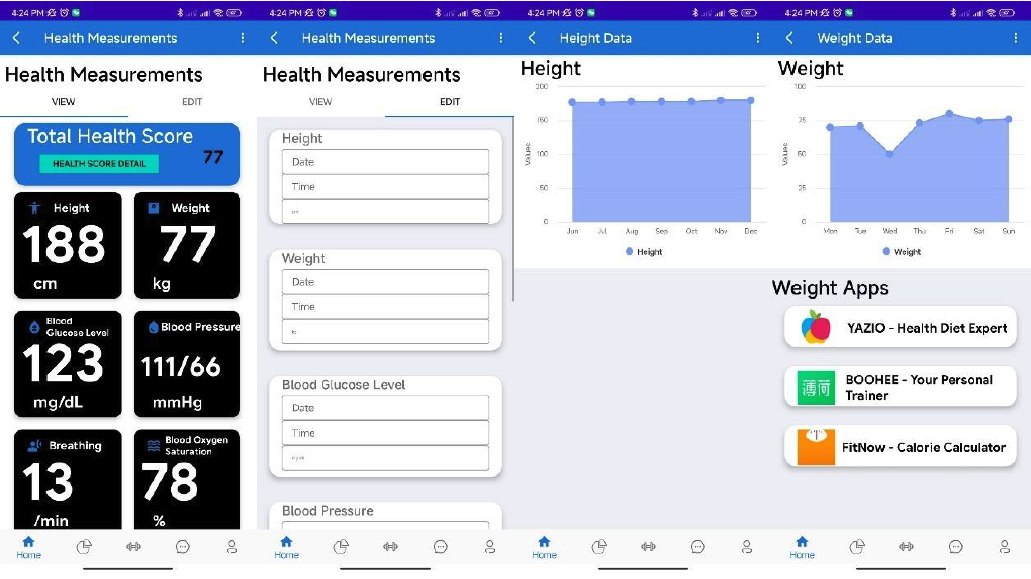 4:24 PM
Health Measurements
Health Measurements
VIEW
EDIT
Total Health Score
77
HEALTH SCORE DETAIL
Height
188
cm
Weight
77
kg
Blood
Glucose Level
123
mg/dL
Blood Pressure
111/66
mmHg
Breathing
13
/min
Blood Oxygen
Saturation
78
%
Home
4:24 PM
Health Measurements
Health Measurements
VIEW
EDIT
Height
Date
Time
Weight
Date
Time
Blood Glucose Level
Date
Time
Blood Pressure
Home
4:24 PM
Height Data
Height
200
150
100
50
0
Values
Jun
Jul
Aug
Sep
Oct
Nov
Dec
Height
Home
4:24 PM
Weight Data
Weight
100
75
50
25
0
Values
Mon
Tue
Wed
Thu
Fri
Sat
Sun
Weight
Weight Apps
YAZIO - Health Diet Expert
薄荷
BOOHEE - Your Personal
Trainer
FitNow - Calorie Calculator
Home